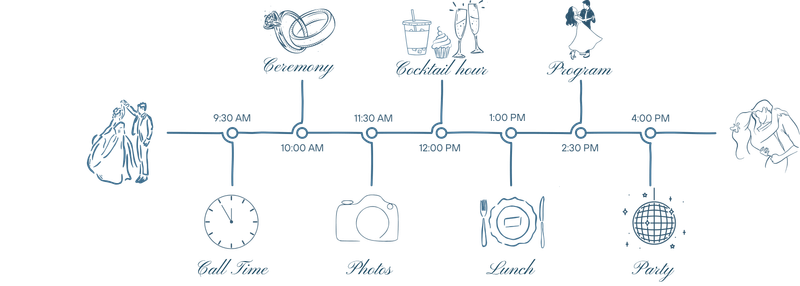 Ceremony
Cocktail hour
Program
9:30 AM
11:30 AM
1:00 PM
4:00 PM
10:00 AM
12:00 PM
2:30 PM
Call Time
Photos
Lunch
Party